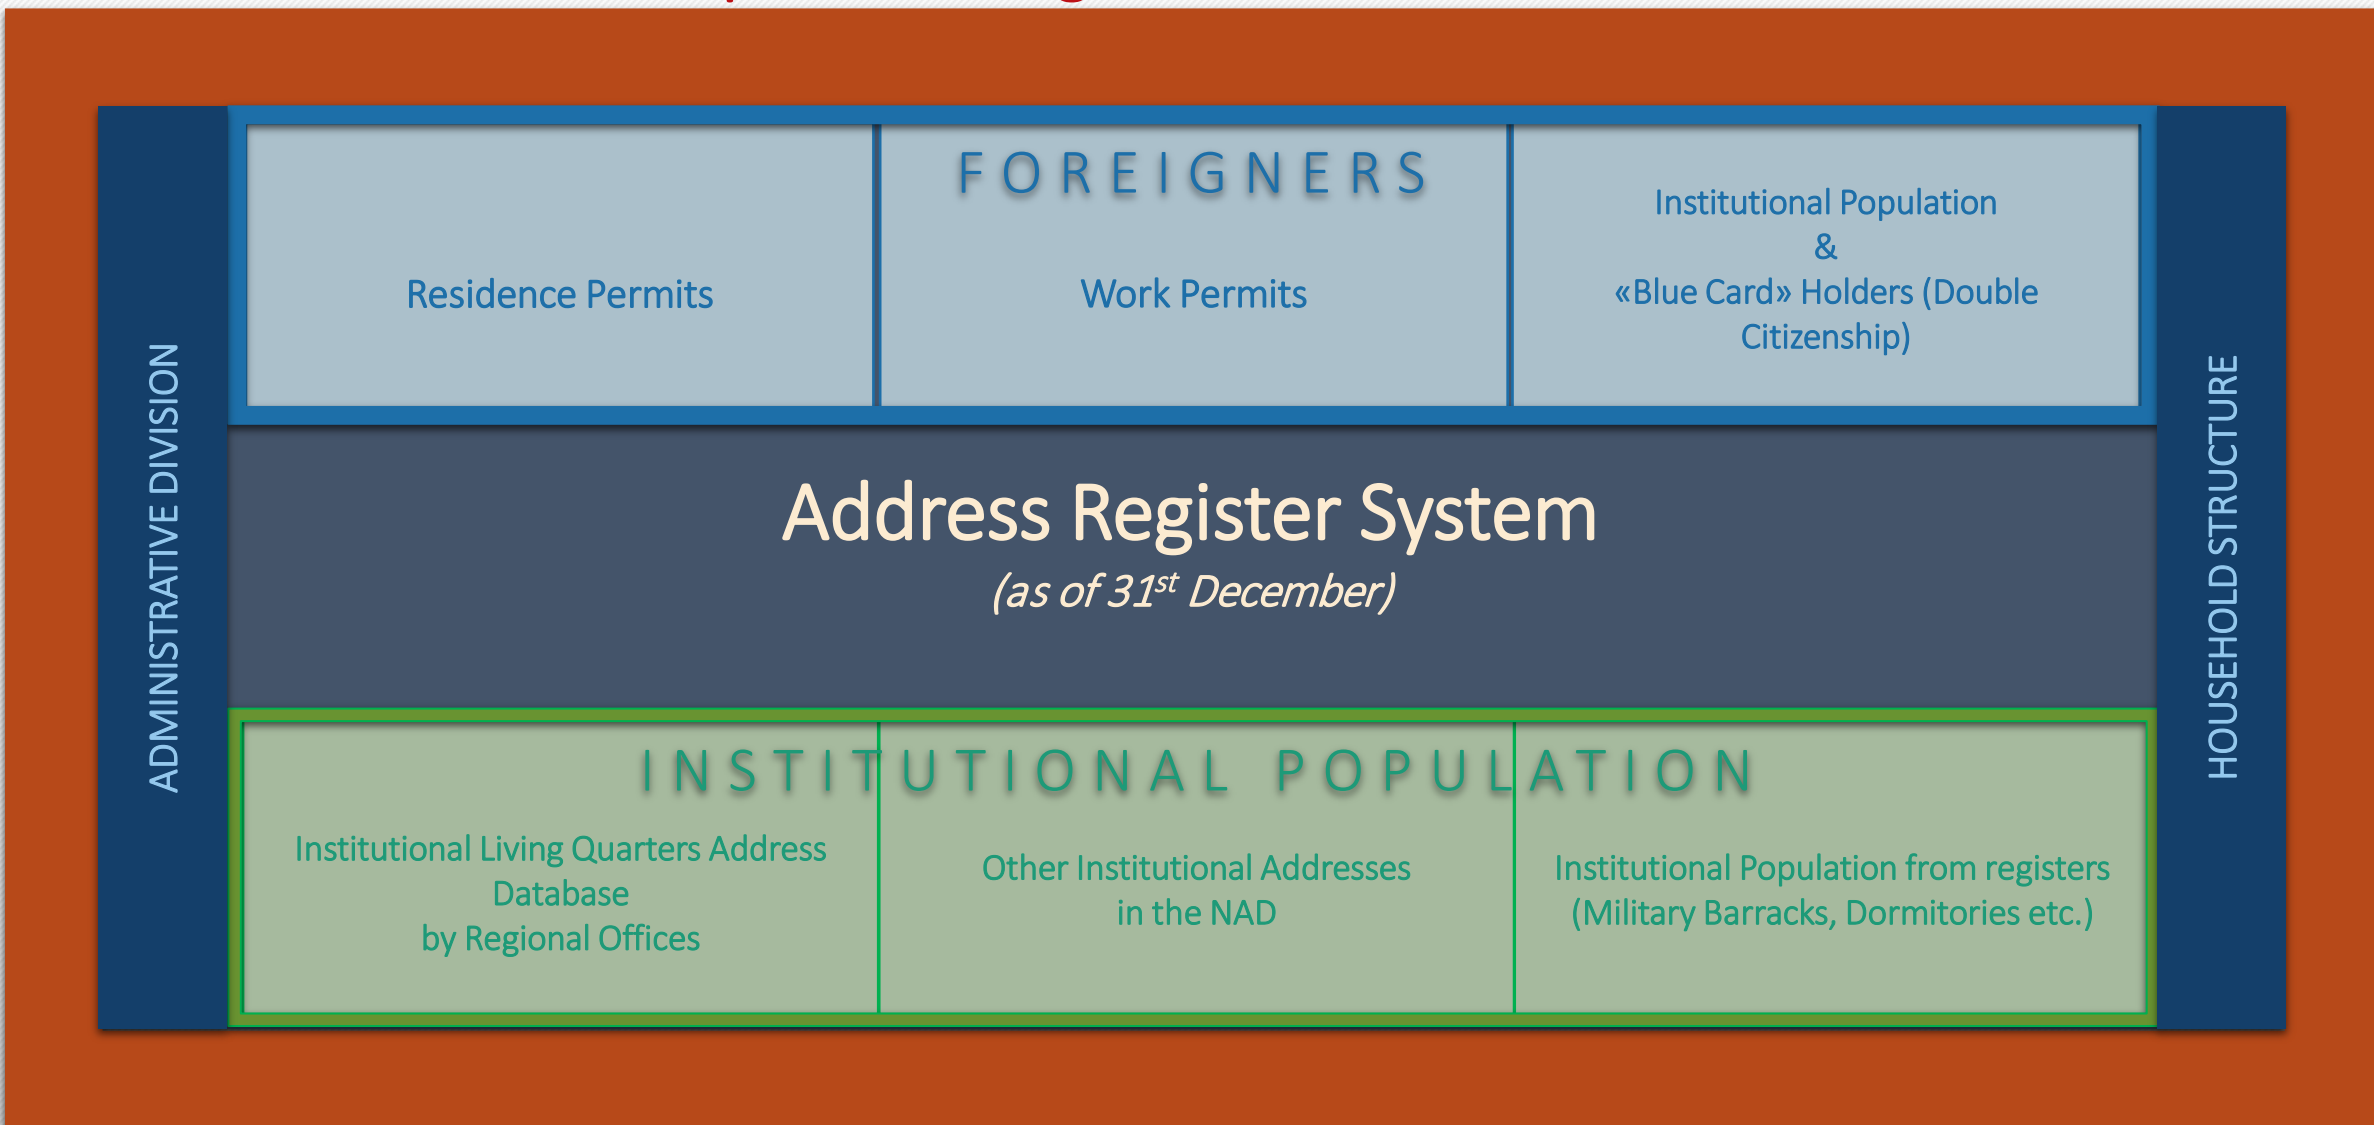 FOREIGNERS
Residence Permits
Work Permits
Institutional Population
&
«Blue Card» Holders (Double
Citizenship)
ADMINISTRATIVE DIVISION
Address Register System
(as of 31st December)
HOUSEHOLD STRUCTURE
INSTITUTIONAL POPULATION
Institutional Living Quarters Address
Database
by Regional Offices
Other Institutional Addresses
in the NAD
Institutional Population from registers
(Military Barracks, Dormitories etc.)